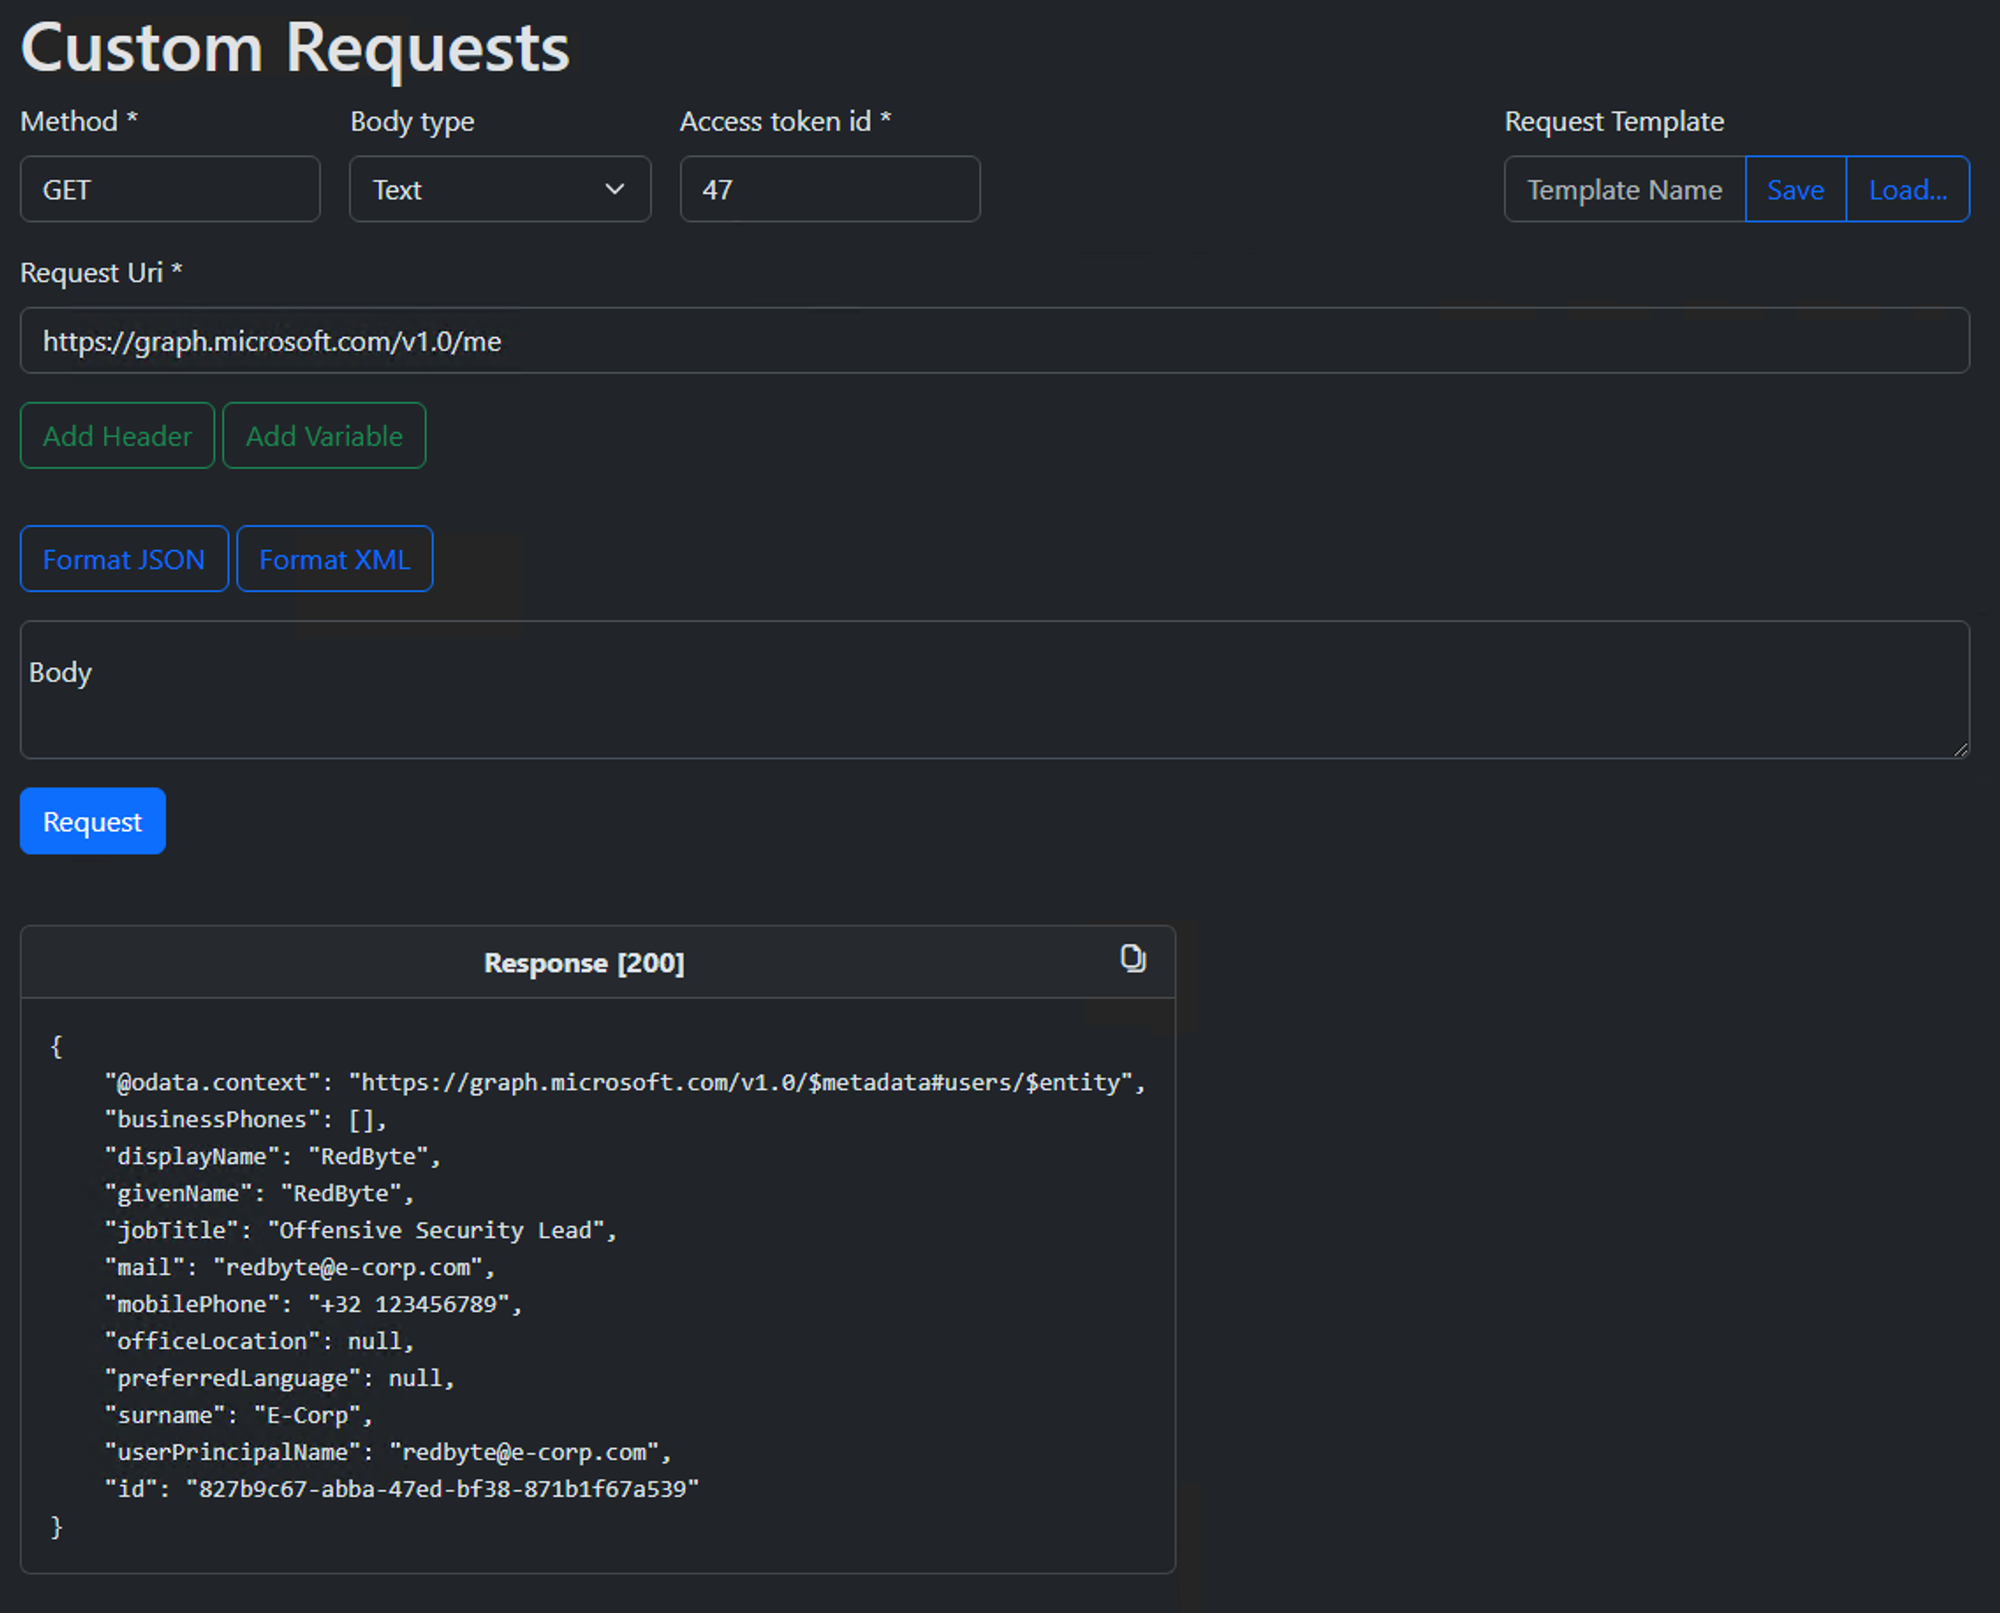 Custom Requests
Method * Body type Access token id * Request Template
GET Text 47 Template Name Save Load...
Request Uri *
https://graph.microsoft.com/v1.0/me
Add Header Add Variable
Format JSON Format XML
Body
Request
Response [200]
{
"@odata.context": "https://graph.microsoft.com/v1.0/$metadata#users/$entity",
"businessPhones": [],
"displayName": "RedByte",
"givenName": "RedByte",
"jobTitle": "Offensive Security Lead",
"mail": "redbyte@e-corp.com",
"mobilePhone": "+32 123456789",
"officeLocation": null,
"preferredLanguage": null,
"surname": "E-Corp",
"userPrincipalName": "redbyte@e-corp.com",
"id": "827b9c67-abba-47ed-bf38-871b1f67a539"
}